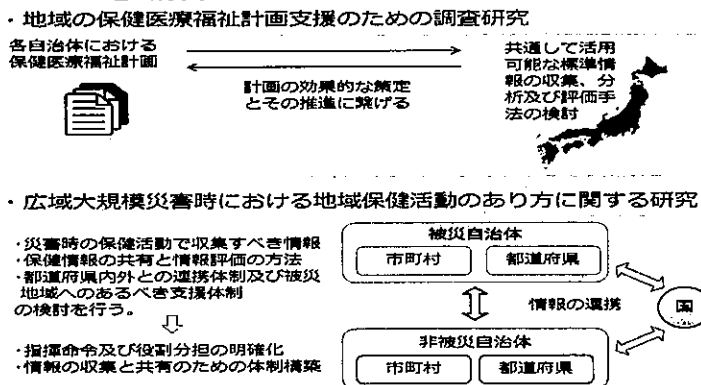 ・地域の保健医療福祉計画支援のための調査研究
各自治体における
保健医療福祉計画
計画の効果的な策定
とその推進に繋げる
共通して活用
可能な標準情
報の収集、分
析及び評価手
法の検討
・広域大規模災害時における地域保健活動のあり方に関する研究
・災害時の保健活動で収集すべき情報
・保健情報の共有と情報評価の方法
・都道府県内外との連携体制及び被災
地域へのあるべき支援体制
の検討を行う。
・指揮命令及び役割分担の明確化
・情報の収集と共有のための体制構築
被災自治体
市町村
都道府県
情報の連携
国
非被災自治体
市町村
都道府県